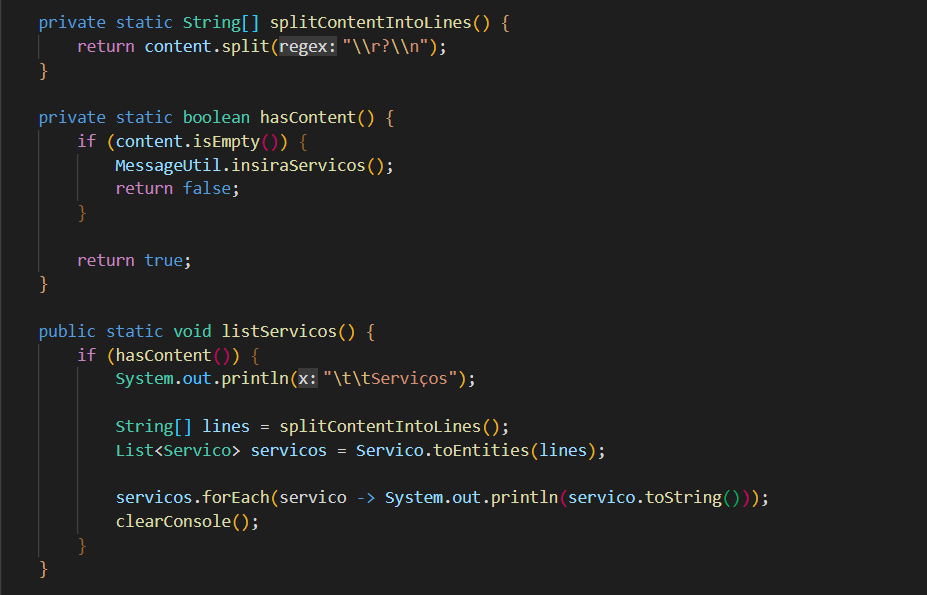 private static String[] splitContentIntoLines() {
    return content.split(regex: "\\r?\\n");
}

private static boolean hasContent() {
    if (content.isEmpty()) {
        MessageUtil.insiraServicos();
        return false;
    }

    return true;
}

public static void listServicos() {
    if (hasContent()) {
        System.out.println(x: "\t\tServiços");

        String[] lines = splitContentIntoLines();
        List<Servico> servicos = Servico.toEntities(lines);

        servicos.forEach(servico -> System.out.println(servico.toString()));
        clearConsole();
    }
}